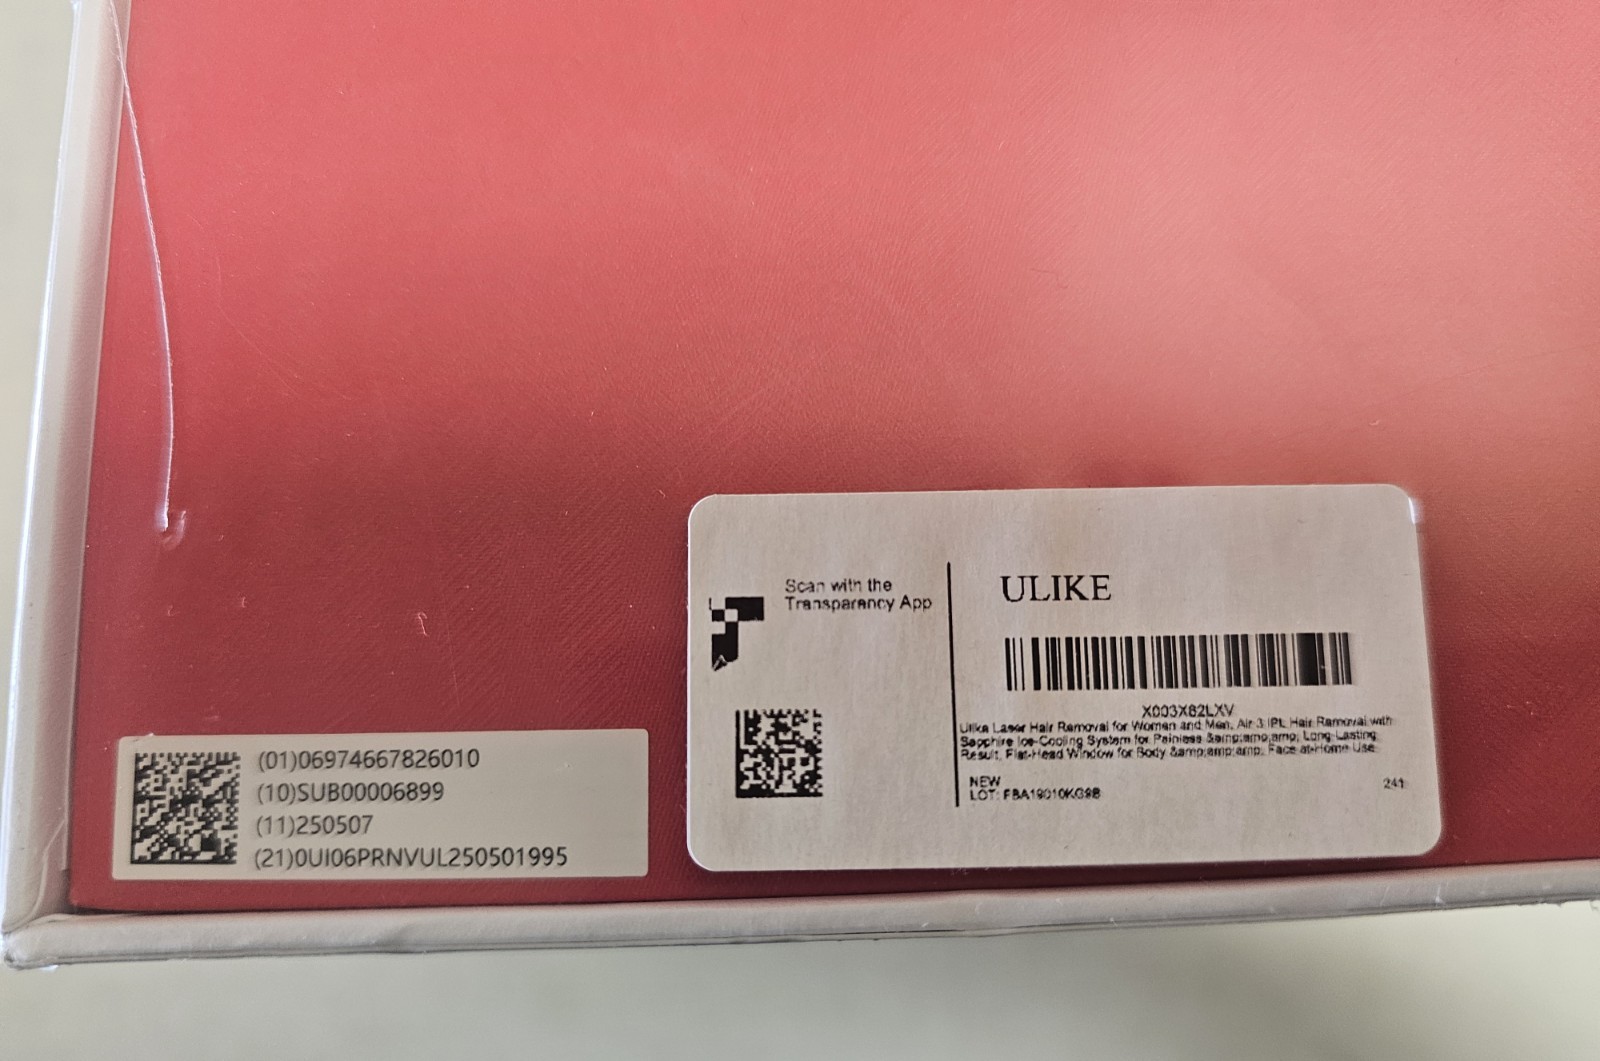 (01)06974667826010
(10)SUB00006899
(11)250507
(21)0UI06PRNVUL250501995
Scan with the
Transparency App
ULIKE
X003X62LXV
Ulike Laser Hair Removal for Women and Men, Air 3 IPL Hair Removal with
Sapphire Ice-Cooling System for Painless &amp;amp;amp; Long-Lasting
Result, Flat-Head Window for Body &amp;amp;amp; Face at-Home Use
NEW
LOT:
241